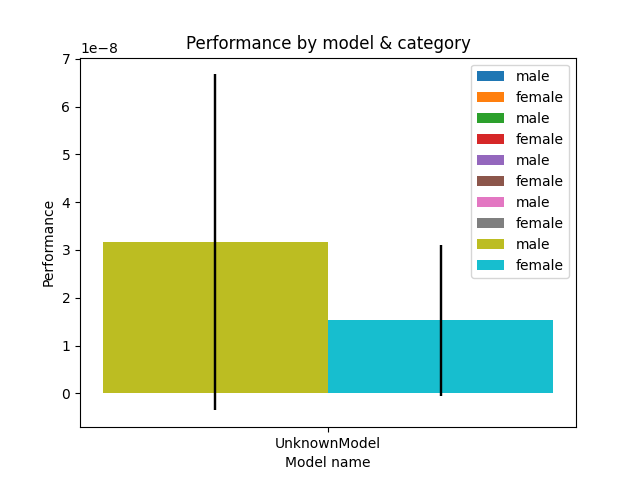 Performance by model & category
1e−8
7
6
5
4
3
2
1
0
Performance
male
female
male
female
male
female
male
female
male
female
UnknownModel
Model name